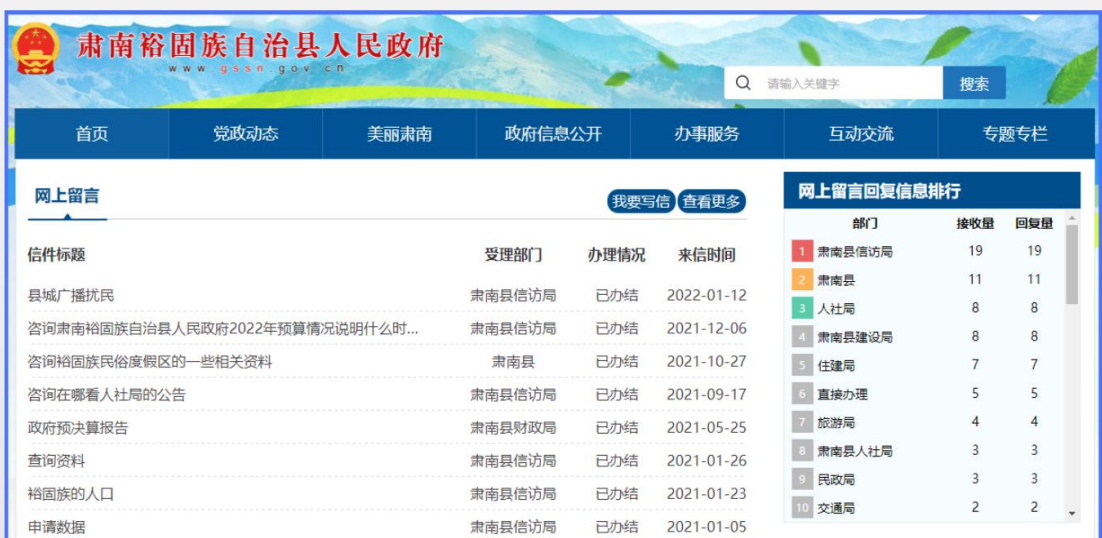 肃南裕固族自治县人民政府
www.gssn.gov.cn
请输入关键字 搜索
首页 党政动态 美丽肃南 政府信息公开 办事服务 互动交流 专题专栏
网上留言 我要写信 查看更多
信件标题 受理部门 办理情况 来信时间
县城广播扰民 肃南县信访局 已办结 2022-01-12
咨询肃南裕固族自治县人民政府2022年预算情况说明什么时... 肃南县信访局 已办结 2021-12-06
咨询裕固族民俗度假区的一些相关资料 肃南县 已办结 2021-10-27
咨询在哪看人社局的公告 肃南县信访局 已办结 2021-09-17
政府预决算报告 肃南县财政局 已办结 2021-05-25
查询资料 肃南县信访局 已办结 2021-01-26
裕固族的人口 肃南县信访局 已办结 2021-01-23
申请数据 肃南县信访局 已办结 2021-01-05
网上留言回复信息排行
部门 接收量 回复量
1 肃南县信访局 19 19
2 肃南县 11 11
3 人社局 8 8
4 肃南县建设局 8 8
5 住建局 7 7
6 直接办理 5 5
7 旅游局 4 4
8 肃南县人社局 3 3
9 民政局 3 3
10 交通局 2 2